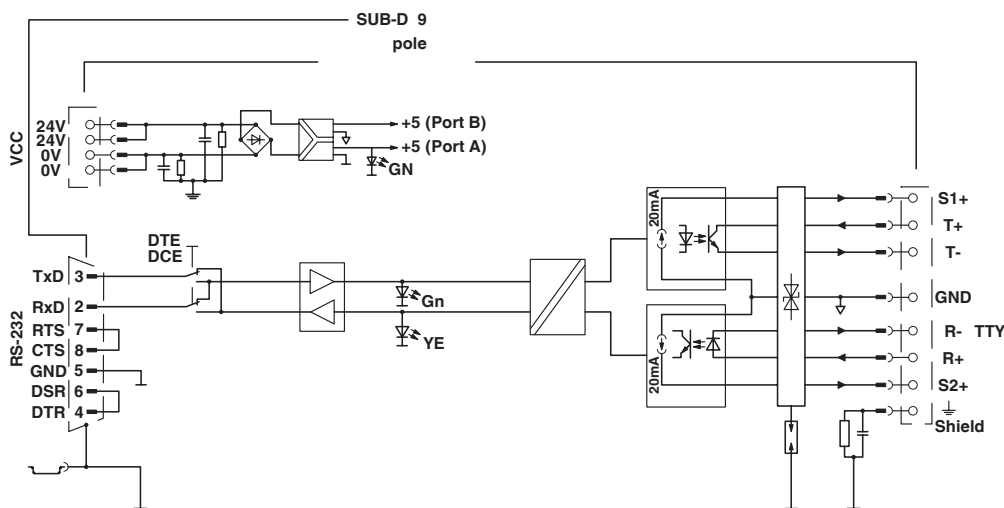 SUB-D 9
pole
VCC
24V
24V
0V
0V
+5 (Port B)
+5 (Port A)
GN
DTE
DCE
RS-232
TxD 3
RxD 2
RTS 7
CTS 8
GND 5
DSR 6
DTR 4
Gn
YE
20mA
20mA
S1+
T+
T-
GND
R- TTY
R+
S2+
Shield